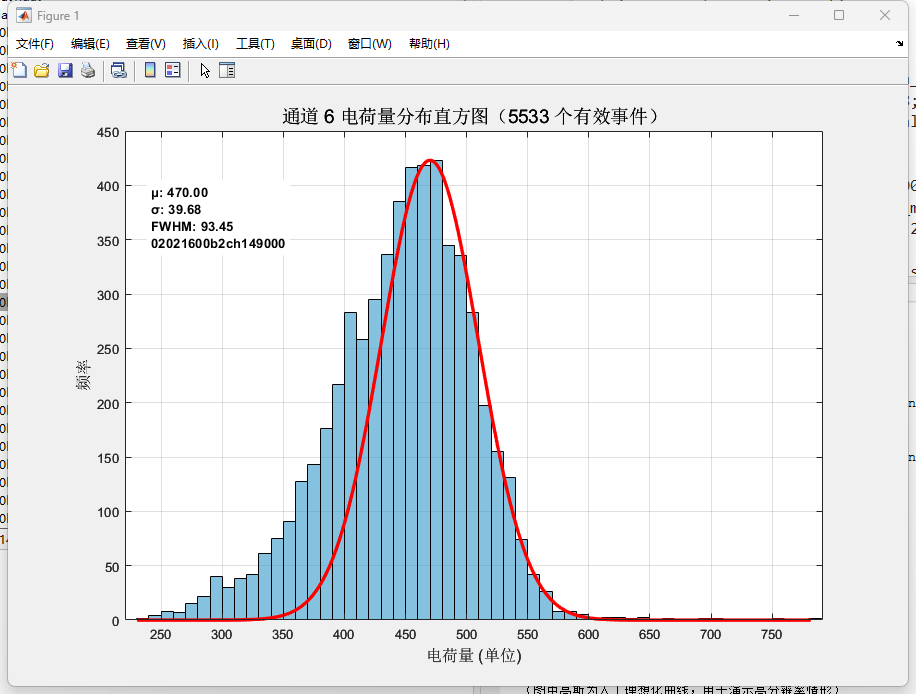 Figure 1
文件(F) 编辑(E) 查看(V) 插入(I) 工具(T) 桌面(D) 窗口(W) 帮助(H)
通道 6 电荷量分布直方图（5533 个有效事件）
450
400
350
300
250
200
150
100
50
0
μ: 470.00
σ: 39.68
FWHM: 93.45
02021600b2ch149000
频率
250 300 350 400 450 500 550 600 650 700 750
电荷量 (单位)